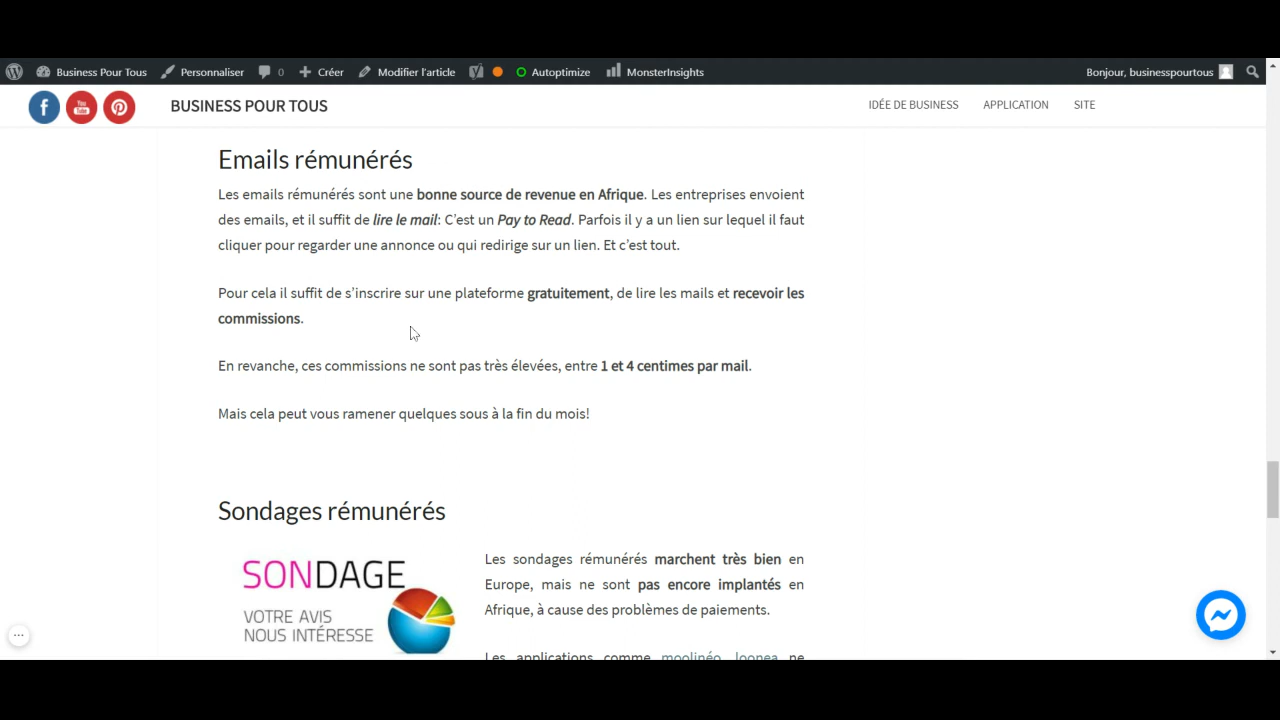 Business Pour Tous Personnaliser 0 Créer Modifier l'article Autoptimize MonsterInsights Bonjour, businesspourtous
BUSINESS POUR TOUS IDÉE DE BUSINESS APPLICATION SITE
Emails rémunérés
Les emails rémunérés sont une bonne source de revenue en Afrique. Les entreprises envoient
des emails, et il suffit de lire le mail: C’est un Pay to Read. Parfois il y a un lien sur lequel il faut
cliquer pour regarder une annonce ou qui redirige sur un lien. Et c’est tout.
Pour cela il suffit de s’inscrire sur une plateforme gratuitement, de lire les mails et recevoir les
commissions.
En revanche, ces commissions ne sont pas très élevées, entre 1 et 4 centimes par mail.
Mais cela peut vous ramener quelques sous à la fin du mois!
Sondages rémunérés
SONDAGE
VOTRE AVIS
NOUS INTÉRESSE
Les sondages rémunérés marchent très bien en
Europe, mais ne sont pas encore implantés en
Afrique, à cause des problèmes de paiements.
Les applications comme moolinéo, loonea ne